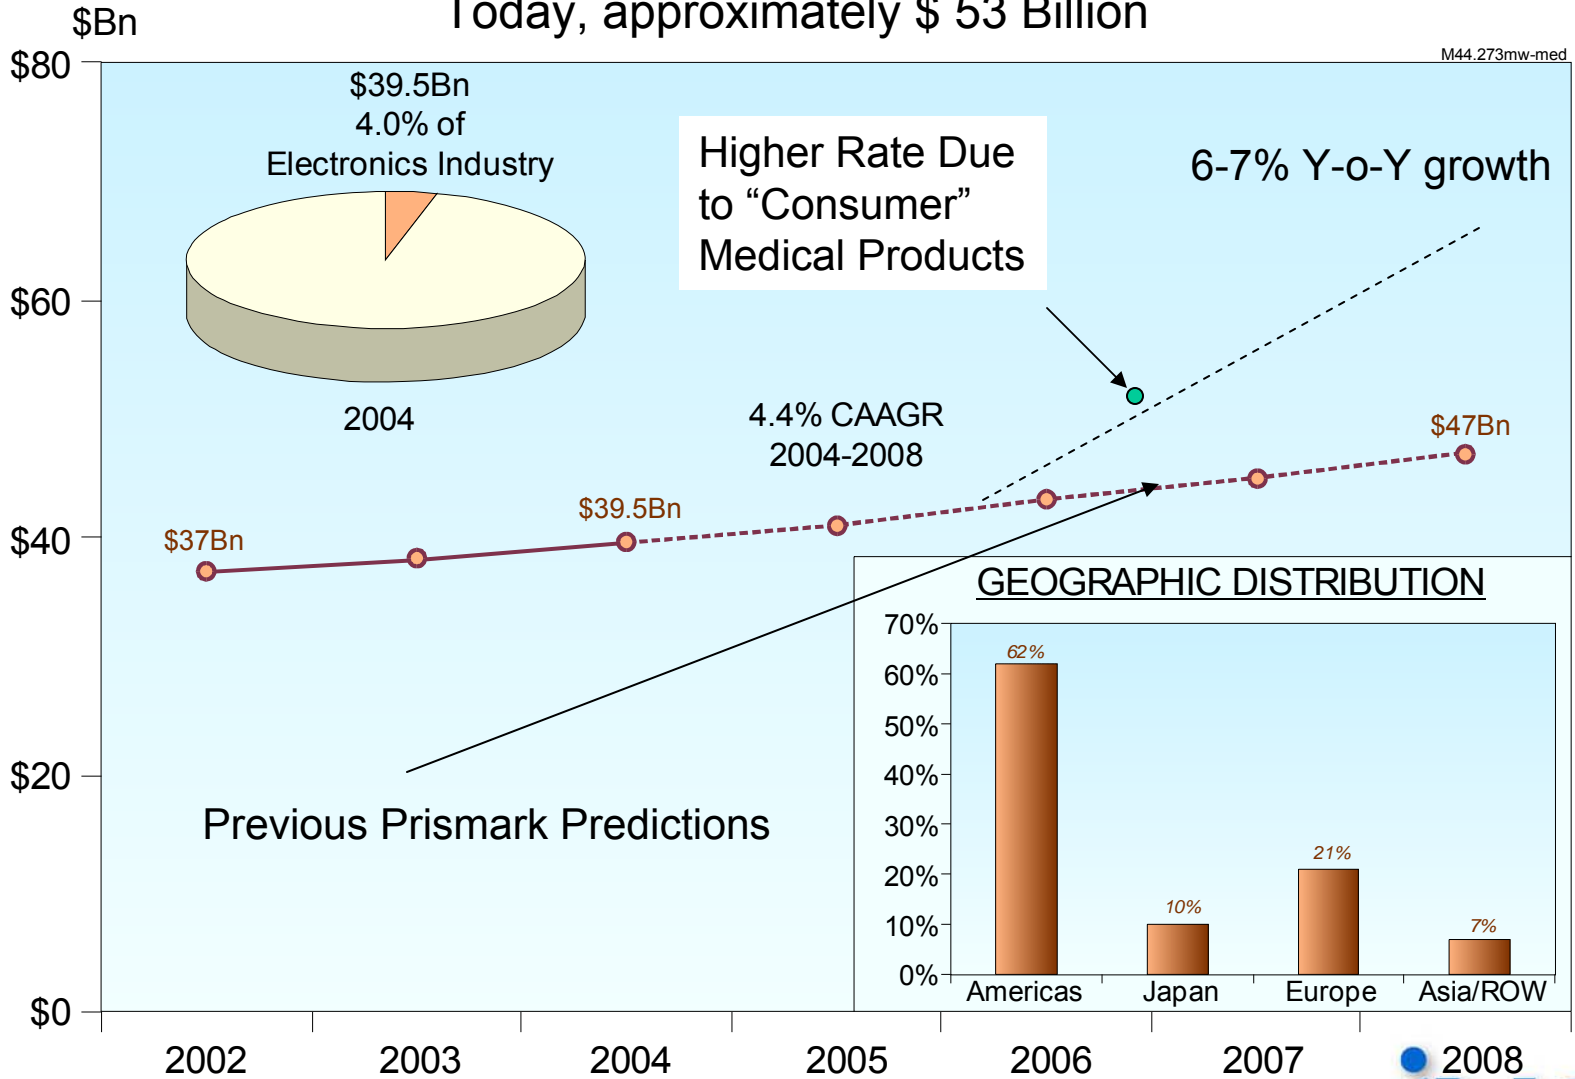 Today, approximately $ 53 Billion
$Bn
M44.273mw-med
$80
$60
$40
$20
$0
$39.5Bn
4.0% of
Electronics Industry
2004
Higher Rate Due
to “Consumer”
Medical Products
6-7% Y-o-Y growth
4.4% CAAGR
2004-2008
$37Bn
$39.5Bn
$47Bn
Previous Prismark Predictions
GEOGRAPHIC DISTRIBUTION
70%
60%
50%
40%
30%
20%
10%
0%
62%
10%
21%
7%
Americas Japan Europe Asia/ROW
2002 2003 2004 2005 2006 2007 2008